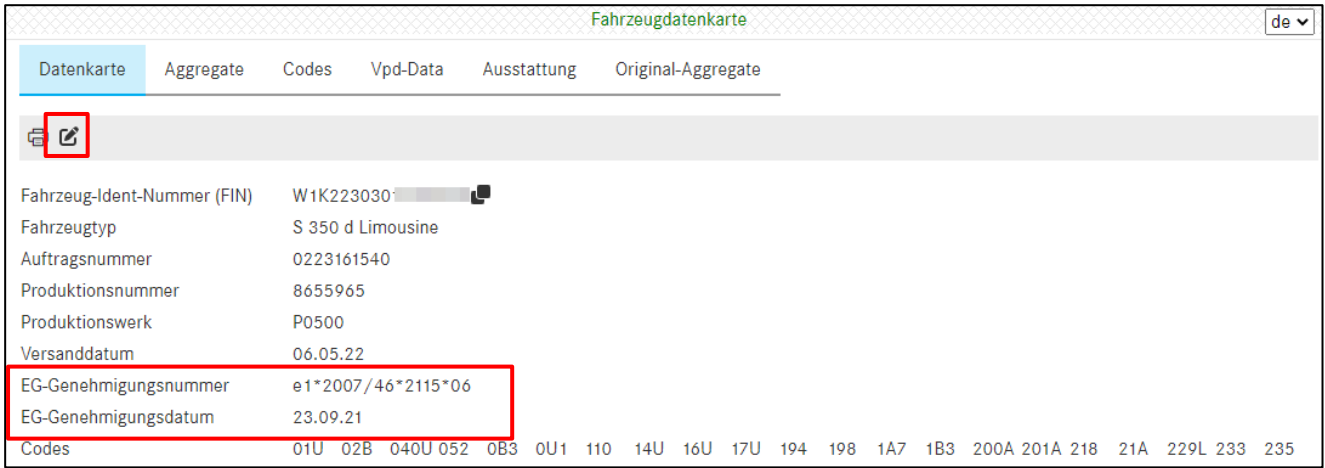 Fahrzeugdatenkarte
de
Datenkarte Aggregate Codes Vpd-Data Ausstattung Original-Aggregate
Fahrzeug-Ident-Nummer (FIN) W1K223030
Fahrzeugtyp S 350 d Limousine
Auftragsnummer 0223161540
Produktionsnummer 8655965
Produktionswerk P0500
Versanddatum 06.05.22
EG-Genehmigungsnummer e1*2007/46*2115*06
EG-Genehmigungsdatum 23.09.21
Codes 01U 02B 040U 052 0B3 0U1 110 14U 16U 17U 194 198 1A7 1B3 200A 201A 218 21A 229L 233 235